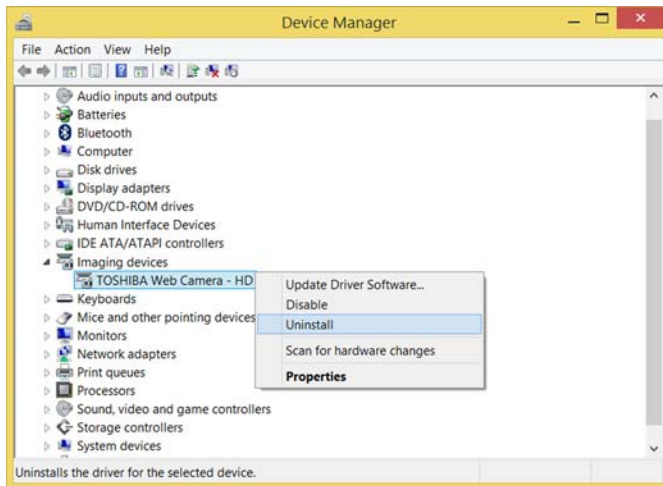 Device Manager
File Action View Help
Audio inputs and outputs
Batteries
Bluetooth
Computer
Disk drives
Display adapters
DVD/CD-ROM drives
Human Interface Devices
IDE ATA/ATAPI controllers
Imaging devices
TOSHIBA Web Camera - HD
Update Driver Software...
Disable
Uninstall
Scan for hardware changes
Properties
Keyboards
Mice and other pointing devices
Monitors
Network adapters
Print queues
Processors
Sound, video and game controllers
Storage controllers
System devices
Uninstalls the driver for the selected device.